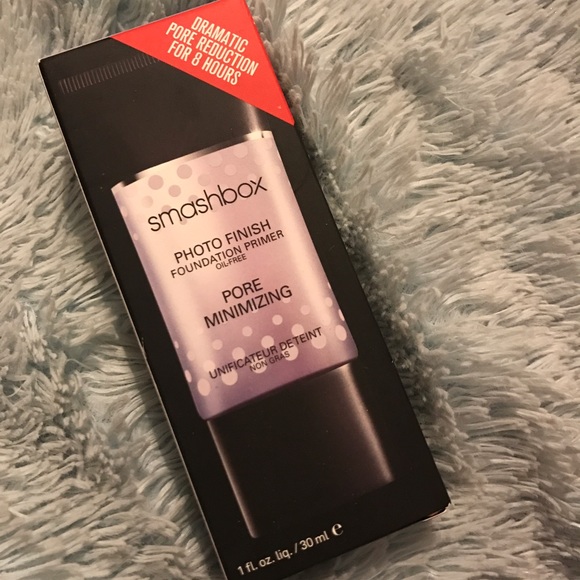 DRAMATIC
PORE REDUCTION
FOR 8 HOURS
smashbox
PHOTO FINISH
FOUNDATION PRIMER
OIL-FREE
PORE
MINIMIZING
UNIFICATEUR DE TEINT
NON GRAS
1 fl. oz. liq. / 30 ml ℮